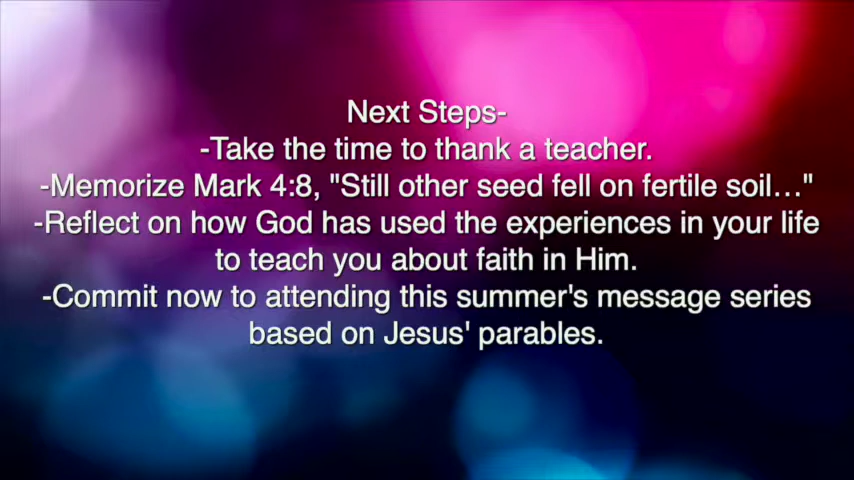 Next Steps-
-Take the time to thank a teacher.
-Memorize Mark 4:8, "Still other seed fell on fertile soil…"
-Reflect on how God has used the experiences in your life
to teach you about faith in Him.
-Commit now to attending this summer's message series
based on Jesus' parables.